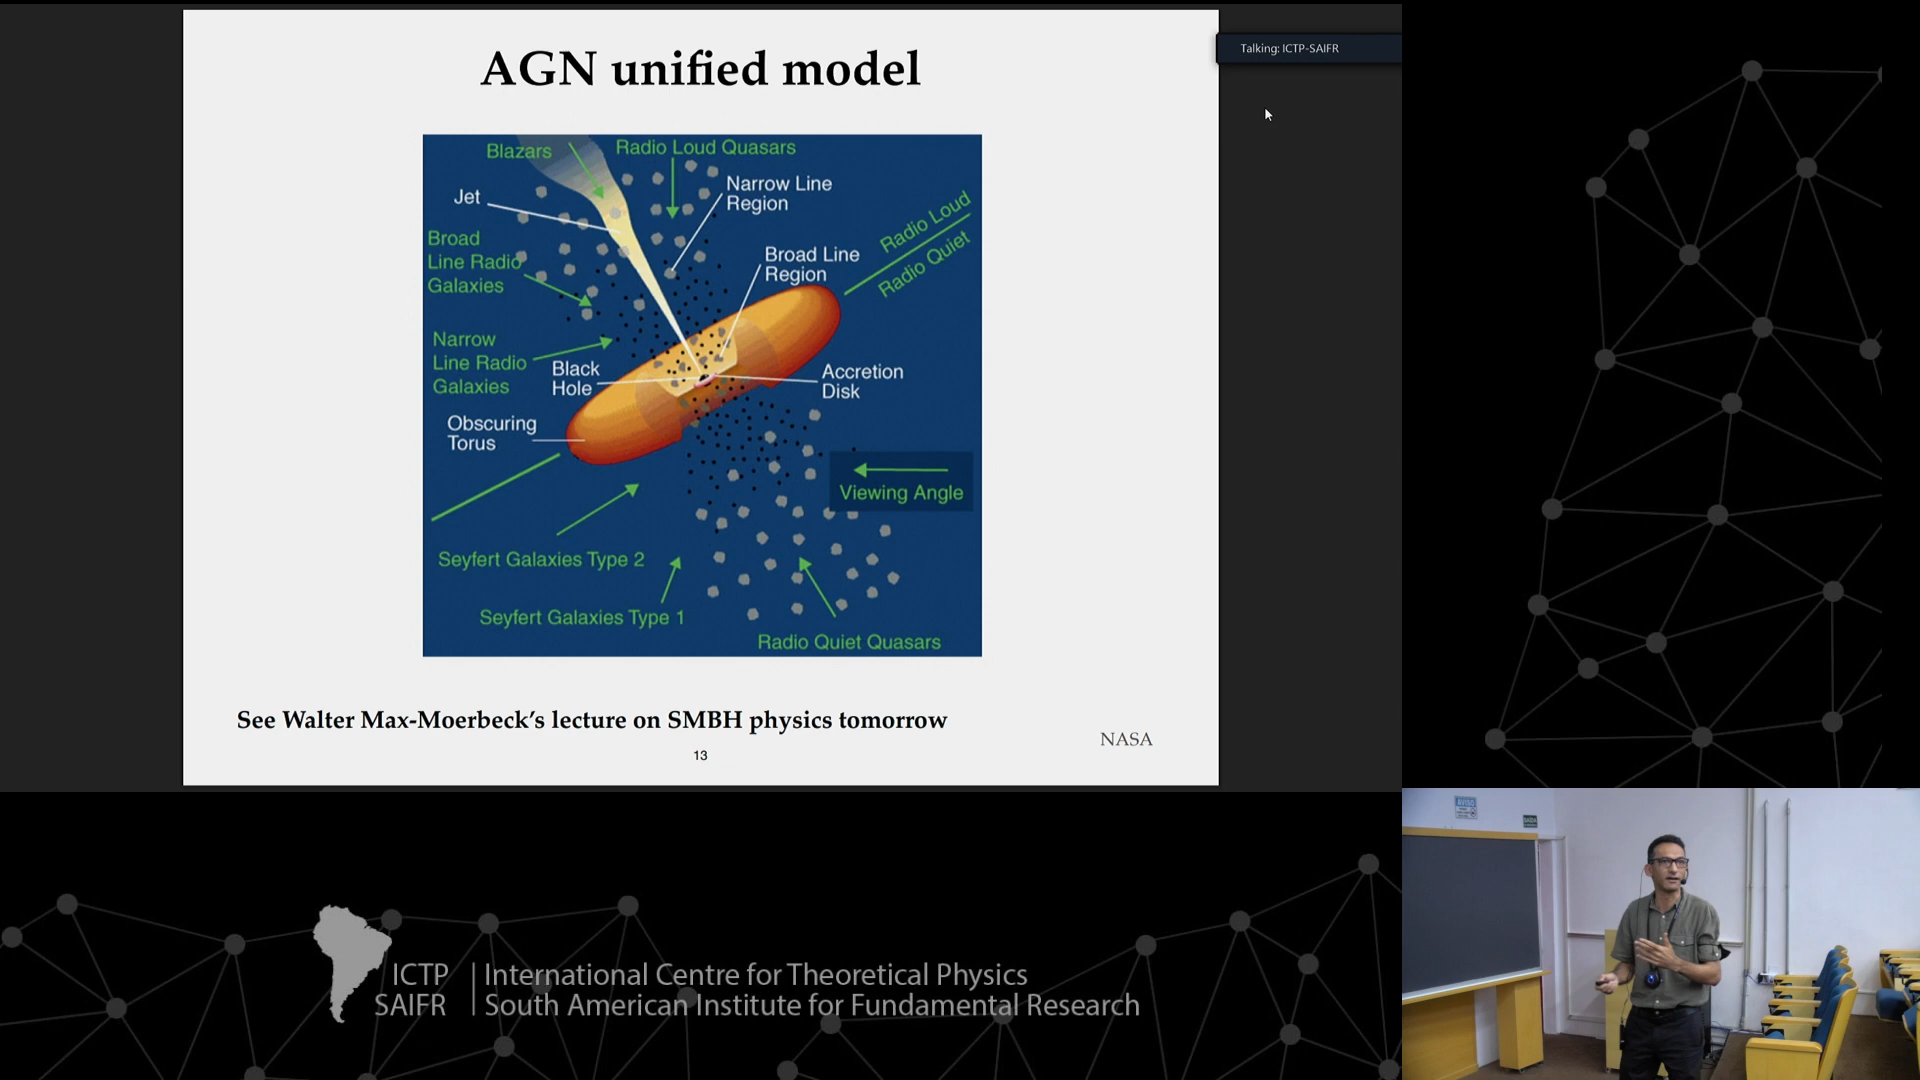 AGN unified model
Talking: ICTP-SAIFR
Blazars
Radio Loud Quasars
Jet
Narrow Line
Region
Broad
Line Radio
Galaxies
Broad Line
Region
Radio Loud
Radio Quiet
Narrow
Line Radio
Galaxies
Black
Hole
Accretion
Disk
Obscuring
Torus
Viewing Angle
Seyfert Galaxies Type 2
Seyfert Galaxies Type 1
Radio Quiet Quasars
See Walter Max-Moerbeck's lecture on SMBH physics tomorrow
NASA
13
ICTP
SAIFR
International Centre for Theoretical Physics
South American Institute for Fundamental Research
AVISO